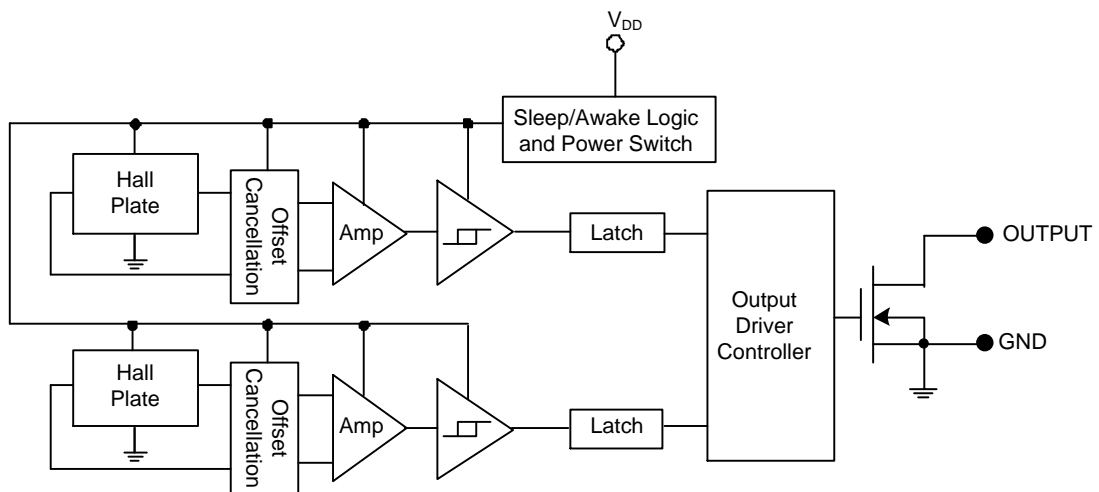 VDD
Sleep/Awake Logic
and Power Switch
Hall
Plate
Offset
Cancellation
Amp
Latch
Output
Driver
Controller
OUTPUT
GND
Hall
Plate
Offset
Cancellation
Amp
Latch